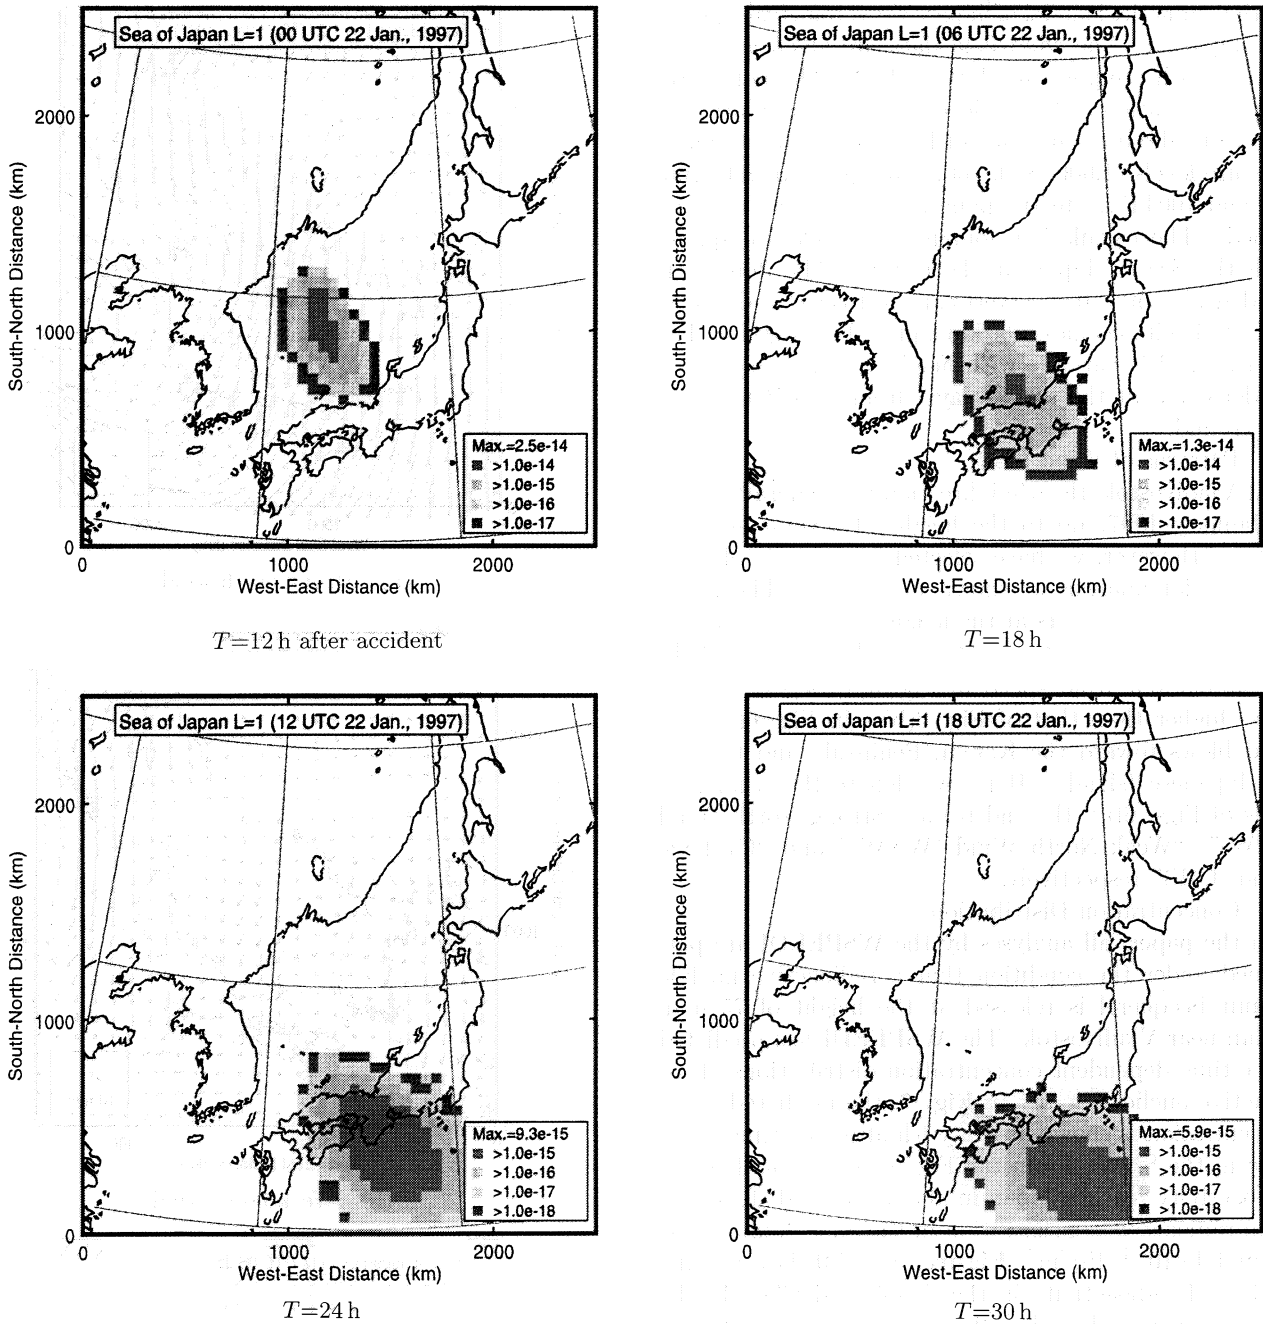 Sea of Japan L=1 (00 UTC 22 Jan., 1997)
South-North Distance (km)
2000
1000
0
Max.=2.5e-14
>1.0e-14
>1.0e-15
>1.0e-16
>1.0e-17
0 1000 2000
West-East Distance (km)
T=12 h after accident
Sea of Japan L=1 (06 UTC 22 Jan., 1997)
South-North Distance (km)
2000
1000
0
Max.=1.3e-14
>1.0e-14
>1.0e-15
>1.0e-16
>1.0e-17
0 1000 2000
West-East Distance (km)
T=18 h
Sea of Japan L=1 (12 UTC 22 Jan., 1997)
South-North Distance (km)
2000
1000
0
Max.=9.3e-15
>1.0e-15
>1.0e-16
>1.0e-17
>1.0e-18
0 1000 2000
West-East Distance (km)
T=24 h
Sea of Japan L=1 (18 UTC 22 Jan., 1997)
South-North Distance (km)
2000
1000
0
Max.=5.9e-15
>1.0e-15
>1.0e-16
>1.0e-17
>1.0e-18
0 1000 2000
West-East Distance (km)
T=30 h